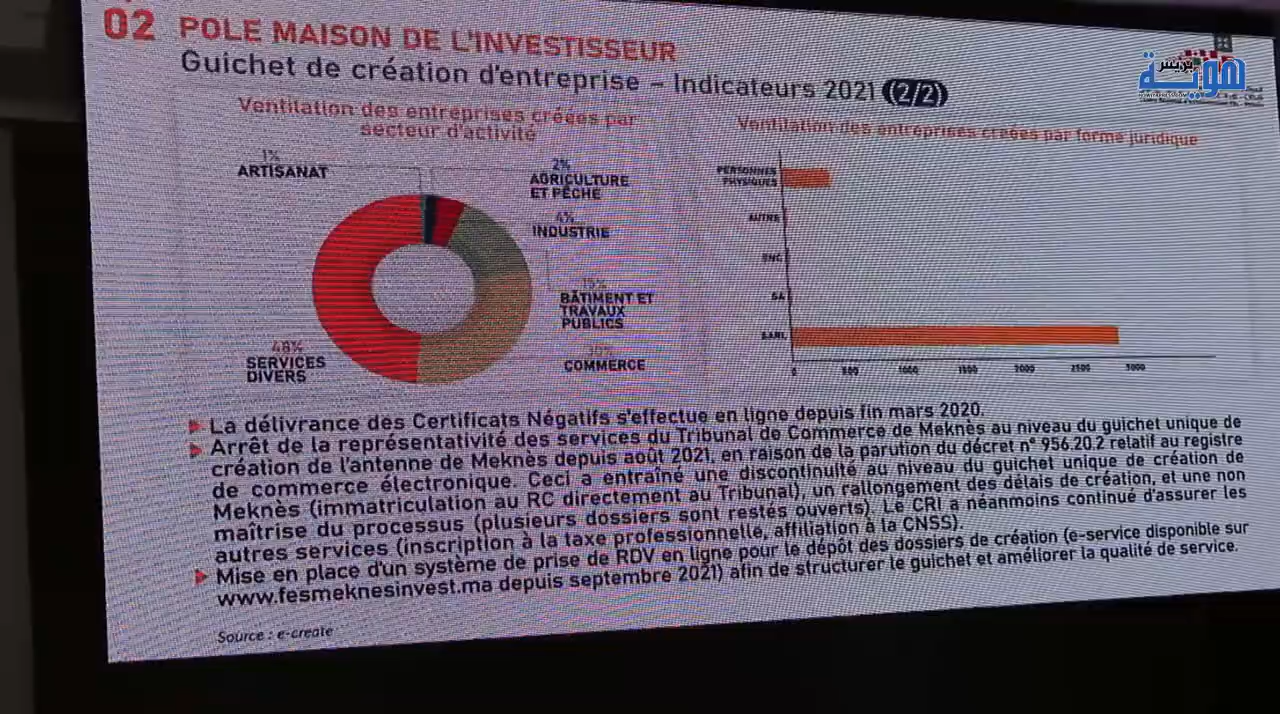 02 POLE MAISON DE L'INVESTISSEUR
Guichet de création d'entreprise – Indicateurs 2021 (2/2)
هوية
بريس
HOWIYAPRESS.COM
Ventilation des entreprises créées par
secteur d'activité
1%
ARTISANAT
2%
AGRICULTURE
ET PÊCHE
4%
INDUSTRIE
15%
BÂTIMENT ET
TRAVAUX
PUBLICS
COMMERCE
48%
SERVICES
DIVERS
Ventilation des entreprises créées par forme juridique
PERSONNES
PHYSIQUES
AUTRE
SNC
SA
SARL
0 500 1000 1500 2000 2500 3000
La délivrance des Certificats Négatifs s'effectue en ligne depuis fin mars 2020.
Arrêt de la représentativité des services du Tribunal de Commerce de Meknès au niveau du guichet unique de
création de l'antenne de Meknès depuis août 2021, en raison de la parution du décret n° 956.20.2 relatif au registre
de commerce électronique. Ceci a entraîné une discontinuité au niveau du guichet unique de création de
Meknès (immatriculation au RC directement au Tribunal), un rallongement des délais de création, et une non
maîtrise du processus (plusieurs dossiers sont restés ouverts). Le CRI a néanmoins continué d'assurer les
autres services (inscription à la taxe professionnelle, affiliation à la CNSS).
Mise en place d'un système de prise de RDV en ligne pour le dépôt des dossiers de création (e-service disponible sur
www.fesmeknesinvest.ma depuis septembre 2021) afin de structurer le guichet et améliorer la qualité de service.
Source : e-create